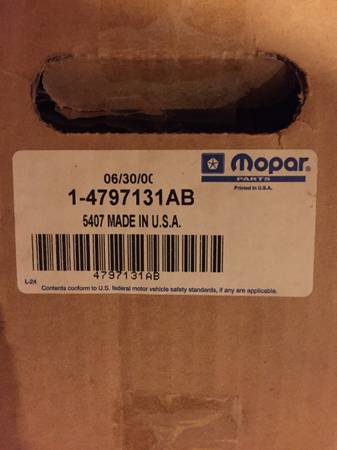 Mopar®
PARTS
Printed in U.S.A.
06/30/00
1-4797131AB
5407 MADE IN U.S.A.
4797131AB
L-24
Contents conform to U.S. federal motor vehicle safety standards, if any are applicable.